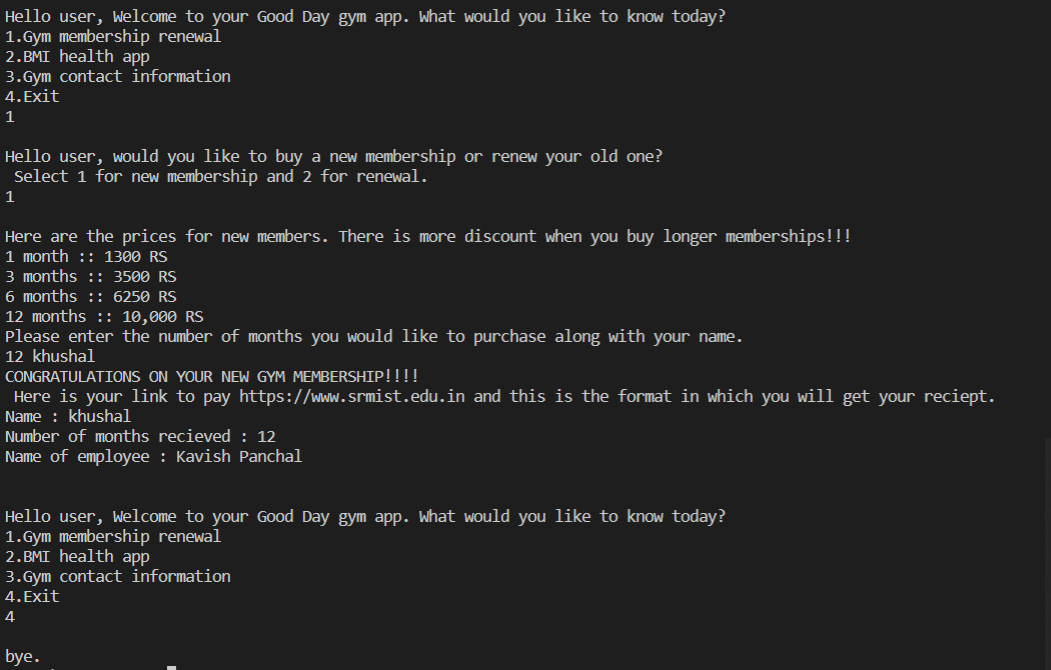 Hello user, Welcome to your Good Day gym app. What would you like to know today?
1.Gym membership renewal
2.BMI health app
3.Gym contact information
4.Exit
1
Hello user, would you like to buy a new membership or renew your old one?
Select 1 for new membership and 2 for renewal.
1
Here are the prices for new members. There is more discount when you buy longer memberships!!!
1 month :: 1300 RS
3 months :: 3500 RS
6 months :: 6250 RS
12 months :: 10,000 RS
Please enter the number of months you would like to purchase along with your name.
12 khushal
CONGRATULATIONS ON YOUR NEW GYM MEMBERSHIP!!!!
Here is your link to pay https://www.srmist.edu.in and this is the format in which you will get your reciept.
Name : khushal
Number of months recieved : 12
Name of employee : Kavish Panchal
Hello user, Welcome to your Good Day gym app. What would you like to know today?
1.Gym membership renewal
2.BMI health app
3.Gym contact information
4.Exit
4
bye.